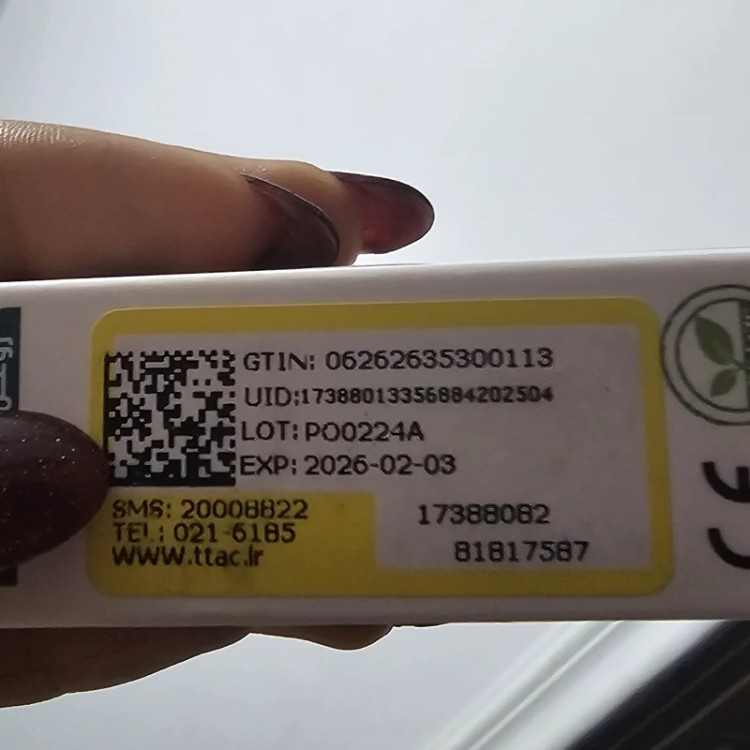 GTIN: 06262635300113
UID:17388013356884202504
LOT: PO0224A
EXP: 2026-02-03
SMS: 20008822
TEL: 021-6185
WWW.ttac.ir
17388082
81817587
CE